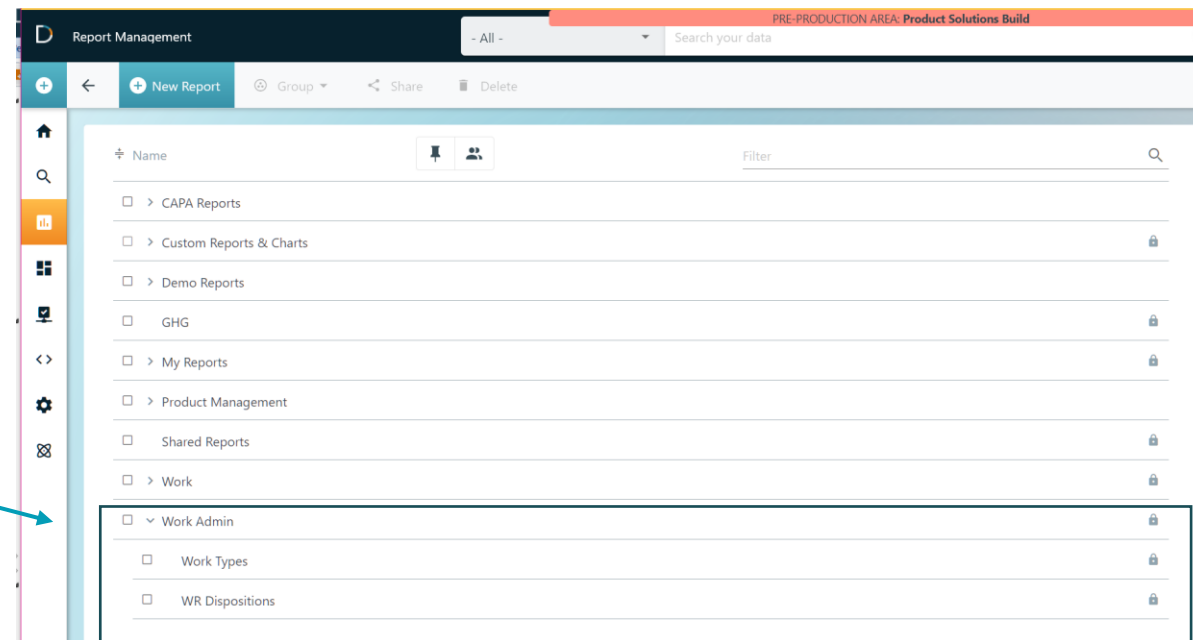 PRE-PRODUCTION AREA: Product Solutions Build
Report Management
- All -
Search your data
New Report
Group
Share
Delete
Name
Filter
CAPA Reports
Custom Reports & Charts
Demo Reports
GHG
My Reports
Product Management
Shared Reports
Work
Work Admin
Work Types
WR Dispositions